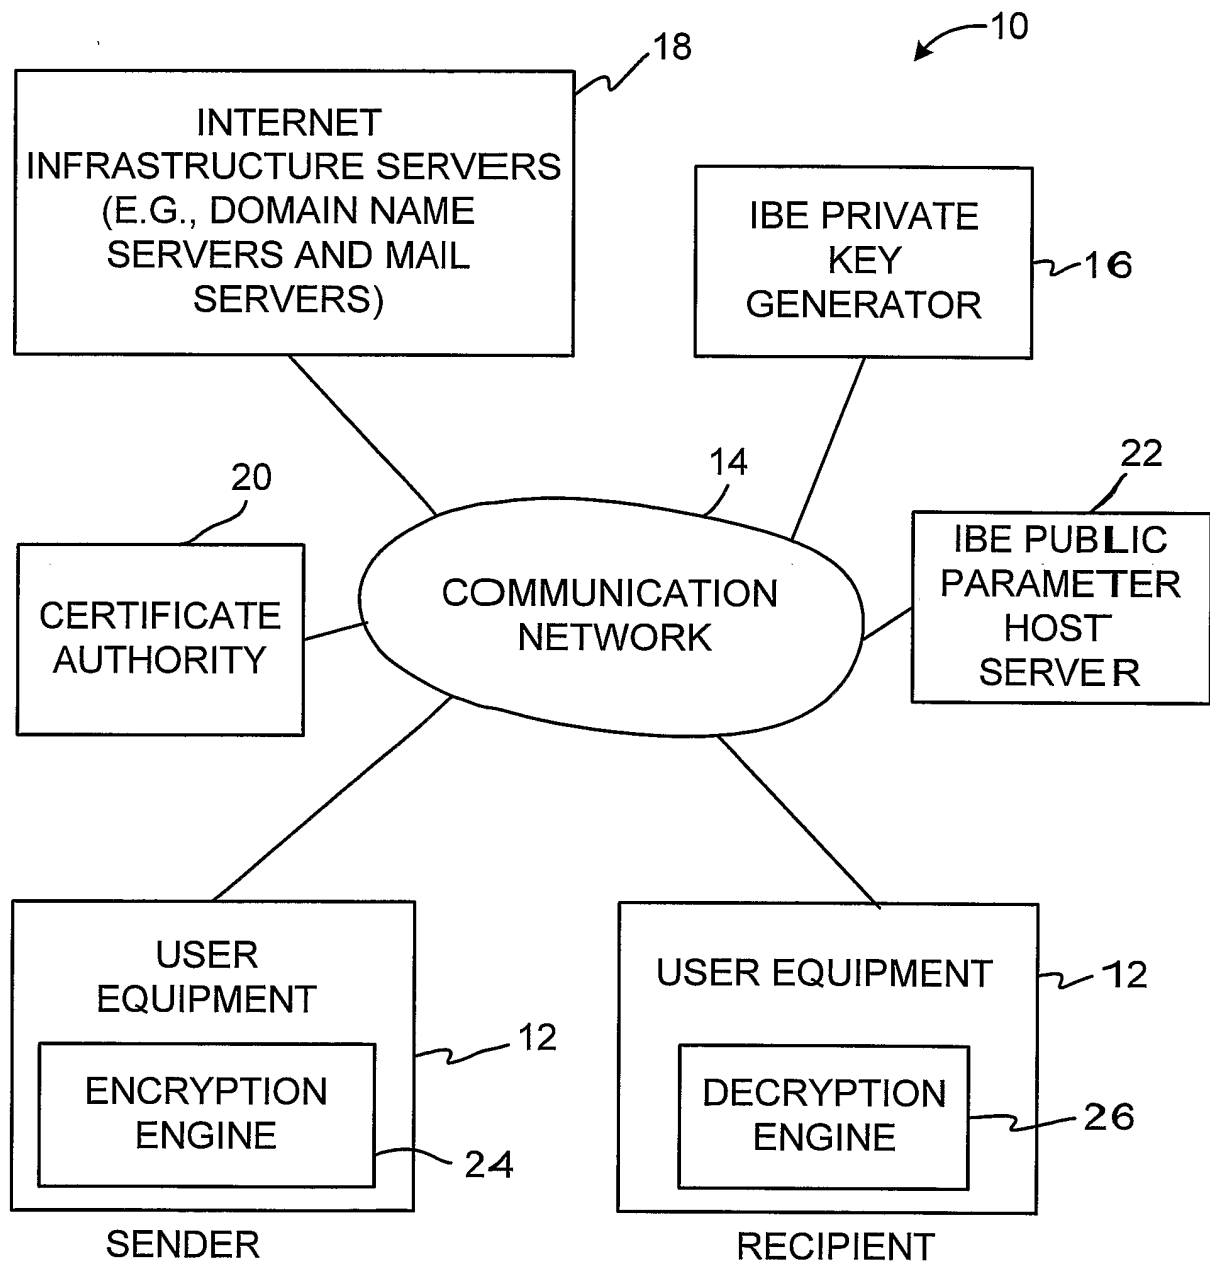 10
18
INTERNET
INFRASTRUCTURE SERVERS
(E.G., DOMAIN NAME
SERVERS AND MAIL
SERVERS)
IBE PRIVATE
KEY
GENERATOR
16
14
22
20
IBE PUBLIC
PARAMETER
HOST
SERVER
COMMUNICATION
NETWORK
CERTIFICATE
AUTHORITY
USER
EQUIPMENT
12
ENCRYPTION
ENGINE
24
SENDER
USER EQUIPMENT
12
DECRYPTION
ENGINE
26
RECIPIENT